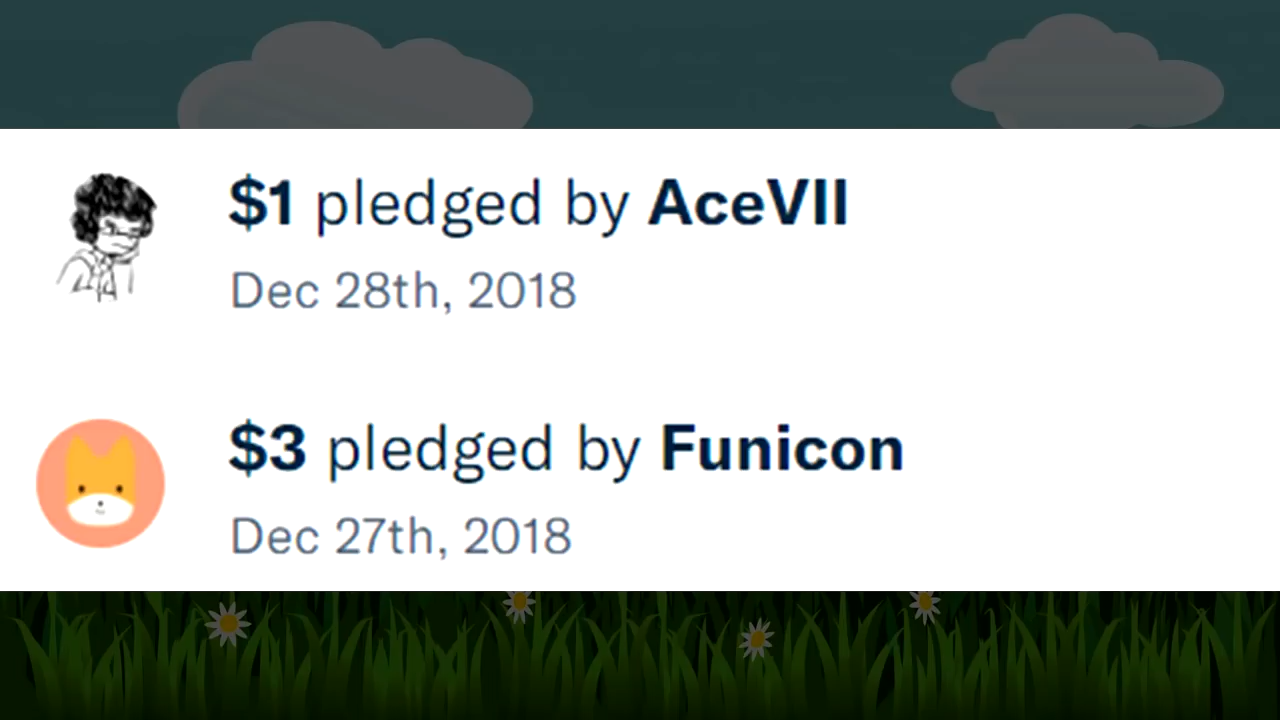 $1 pledged by AceVII
Dec 28th, 2018
$3 pledged by Funicon
Dec 27th, 2018